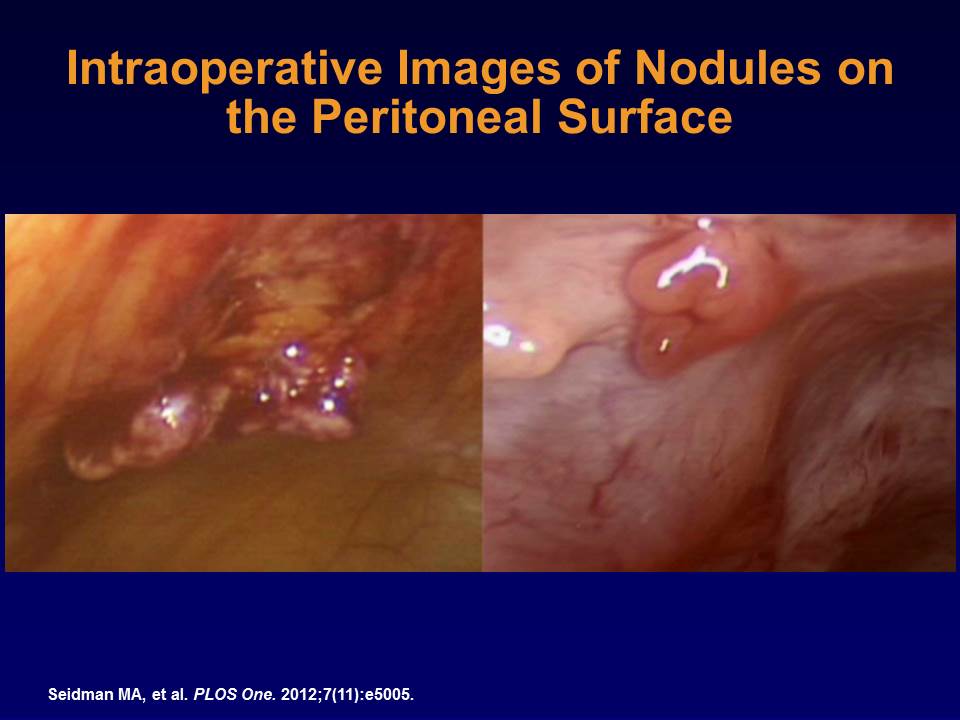 Intraoperative Images of Nodules on
the Peritoneal Surface
Seidman MA, et al. PLOS One. 2012;7(11):e5005.